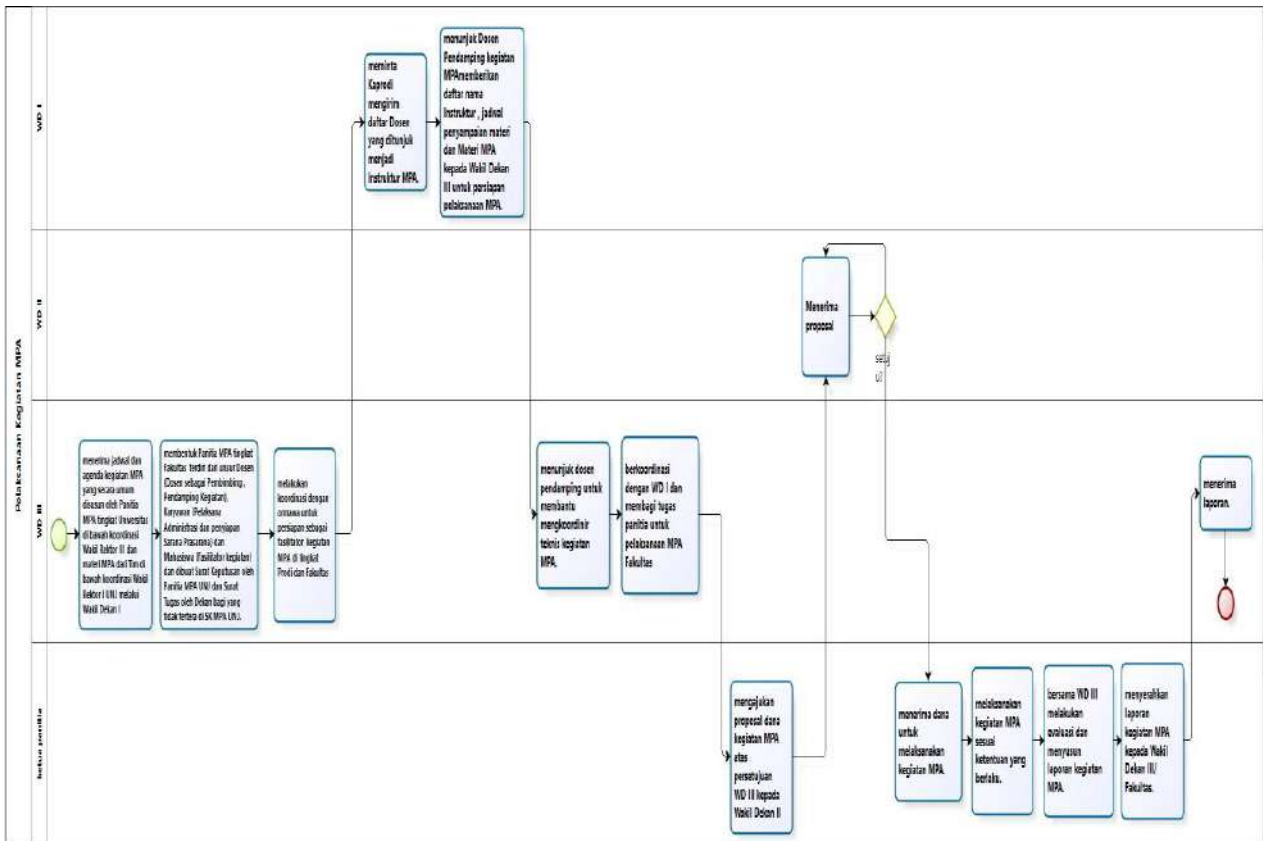 Pelaksanaan Kegiatan MPA
WD I
meminta
Kaprodi
mengirim
daftar Dosen
yang ditunjuk
menjadi
Instruktur MPA.
menunjuk Dosen
Pendamping kegiatan
MPAmemberikan
daftar nama
Instruktur , jadwal
penyampaian materi
dan Materi MPA
kepada Wakil Dekan
III untuk persiapan
pelaksanaan MPA.
WD II
Menerima
proposal
setuj
u?
WD III
menerima jadwal dan
agenda kegiatan MPA
yang secara umum
disusun oleh Panitia
MPA tingkat Universitas
di bawah koordinasi
Wakil Rektor III dan
materi MPA dari Tim di
bawah koordinasi Wakil
Rektor I UNJ melalui
Wakil Dekan I
membentuk Panitia MPA tingkat
Fakultas terdiri dari unsur Dosen
(Dosen sebagai Pembimbing ,
Pendamping Kegiatan),
Karyawan (Pelaksana
Administrasi dan penyiapan
Sarana Prasarana) dan
Mahasiswa (Fasilitator kegiatan)
dan dibuat Surat Keputusan oleh
Panitia MPA UNJ dan Surat
Tugas oleh Dekan bagi yang
tidak tertera di SK MPA UNJ.
melakukan
koordinasi dengan
ormawa untuk
persiapan sebagai
fasilitator kegiatan
MPA di tingkat
Prodi dan Fakultas
menunjuk dosen
pendamping untuk
membantu
mengkoordinir
teknis kegiatan
MPA.
berkoordinasi
dengan WD I dan
membagi tugas
panitia untuk
pelaksanaan MPA
Fakultas
menerima
laporan.
ketua panitia
mengajukan
proposal dana
kegiatan MPA
atas
persetujuan
WD III kepada
Wakil Dekan II
menerima dana
untuk
melaksanakan
kegiatan MPA.
melaksanakan
kegiatan MPA
sesuai
ketentuan yang
berlaku.
bersama WD III
melakukan
evaluasi dan
menyusun
laporan kegiatan
MPA.
menyerahkan
laporan
kegiatan MPA
kepada Wakil
Dekan III/
Fakultas.